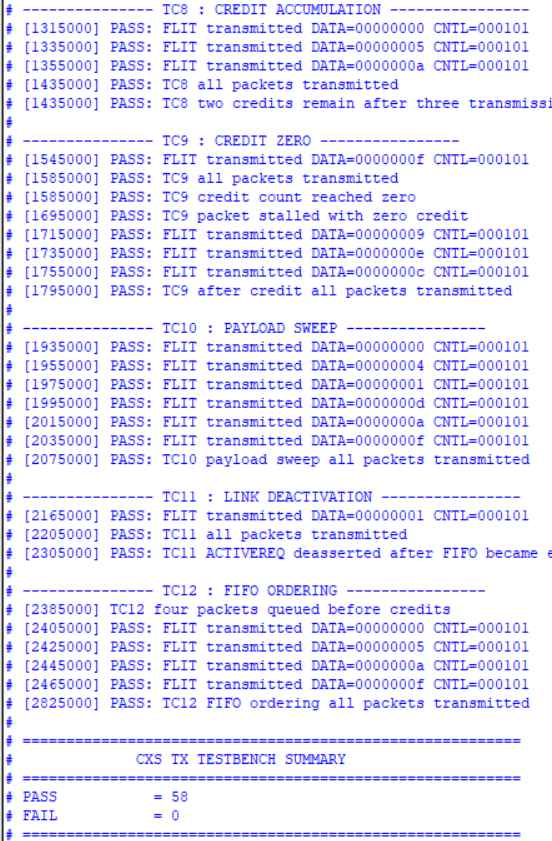 # --------------- TC8 : CREDIT ACCUMULATION ----------------
# [1315000] PASS: FLIT transmitted DATA=00000000 CNTL=000101
# [1335000] PASS: FLIT transmitted DATA=00000005 CNTL=000101
# [1355000] PASS: FLIT transmitted DATA=0000000a CNTL=000101
# [1435000] PASS: TC8 all packets transmitted
# [1435000] PASS: TC8 two credits remain after three transmissi
#
# --------------- TC9 : CREDIT ZERO ----------------
# [1545000] PASS: FLIT transmitted DATA=0000000f CNTL=000101
# [1585000] PASS: TC9 all packets transmitted
# [1585000] PASS: TC9 credit count reached zero
# [1695000] PASS: TC9 packet stalled with zero credit
# [1715000] PASS: FLIT transmitted DATA=00000009 CNTL=000101
# [1735000] PASS: FLIT transmitted DATA=0000000e CNTL=000101
# [1755000] PASS: FLIT transmitted DATA=0000000c CNTL=000101
# [1795000] PASS: TC9 after credit all packets transmitted
#
# --------------- TC10 : PAYLOAD SWEEP ----------------
# [1935000] PASS: FLIT transmitted DATA=00000000 CNTL=000101
# [1955000] PASS: FLIT transmitted DATA=00000004 CNTL=000101
# [1975000] PASS: FLIT transmitted DATA=00000001 CNTL=000101
# [1995000] PASS: FLIT transmitted DATA=0000000d CNTL=000101
# [2015000] PASS: FLIT transmitted DATA=0000000a CNTL=000101
# [2035000] PASS: FLIT transmitted DATA=0000000f CNTL=000101
# [2075000] PASS: TC10 payload sweep all packets transmitted
#
# --------------- TC11 : LINK DEACTIVATION ----------------
# [2165000] PASS: FLIT transmitted DATA=00000001 CNTL=000101
# [2205000] PASS: TC11 all packets transmitted
# [2305000] PASS: TC11 ACTIVEREQ deasserted after FIFO became e
#
# --------------- TC12 : FIFO ORDERING ----------------
# [2385000] TC12 four packets queued before credits
# [2405000] PASS: FLIT transmitted DATA=00000000 CNTL=000101
# [2425000] PASS: FLIT transmitted DATA=00000005 CNTL=000101
# [2445000] PASS: FLIT transmitted DATA=0000000a CNTL=000101
# [2465000] PASS: FLIT transmitted DATA=0000000f CNTL=000101
# [2825000] PASS: TC12 FIFO ordering all packets transmitted
#
# =========================================================
# CXS TX TESTBENCH SUMMARY
# =========================================================
# PASS = 58
# FAIL = 0
# =========================================================